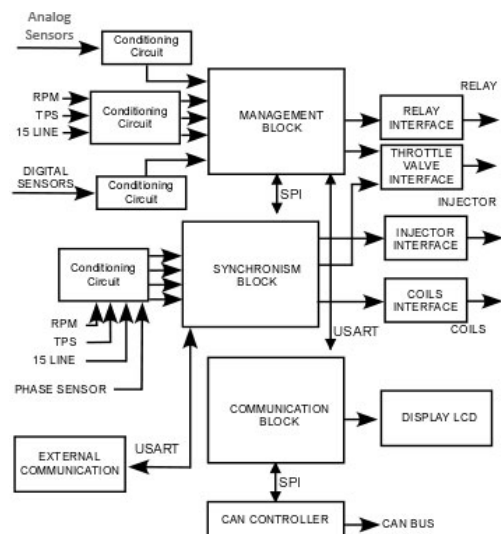 Analog
Sensors
Conditioning
Circuit
RPM
TPS
15 LINE
Conditioning
Circuit
DIGITAL SENSORS
Conditioning
Circuit
MANAGEMENT
BLOCK
RELAY
RELAY
INTERFACE
THROTTLE
VALVE
INTERFACE
SPI
INJECTOR
Conditioning
Circuit
SYNCHRONISM
BLOCK
INJECTOR
INTERFACE
COILS
INTERFACE
COILS
RPM
TPS
15 LINE
PHASE SENSOR
USART
COMMUNICATION
BLOCK
DISPLAY LCD
EXTERNAL
COMMUNICATION
USART
SPI
CAN CONTROLLER
CAN BUS